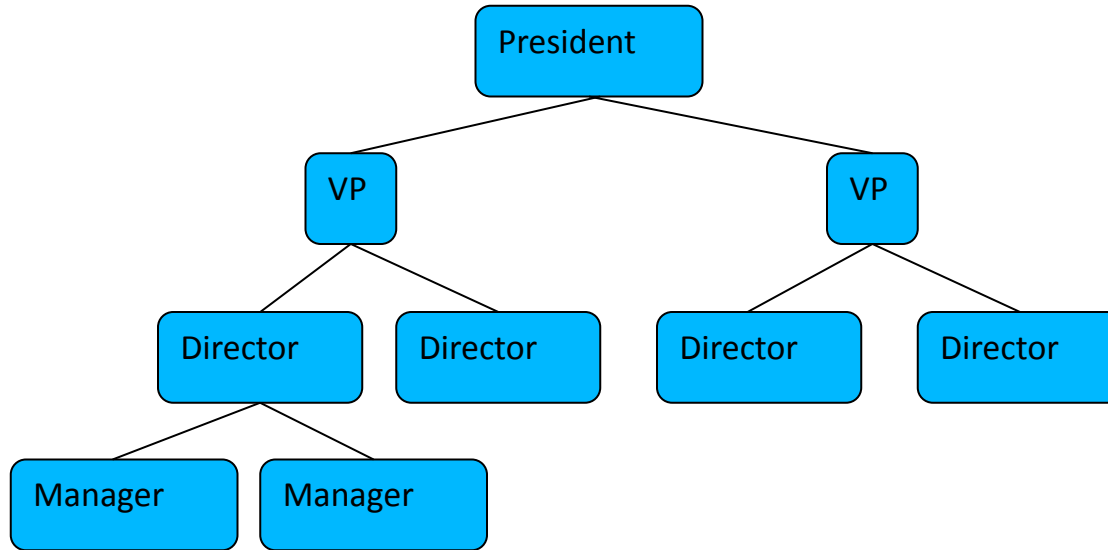 President
VP
VP
Director
Director
Director
Director
Manager
Manager